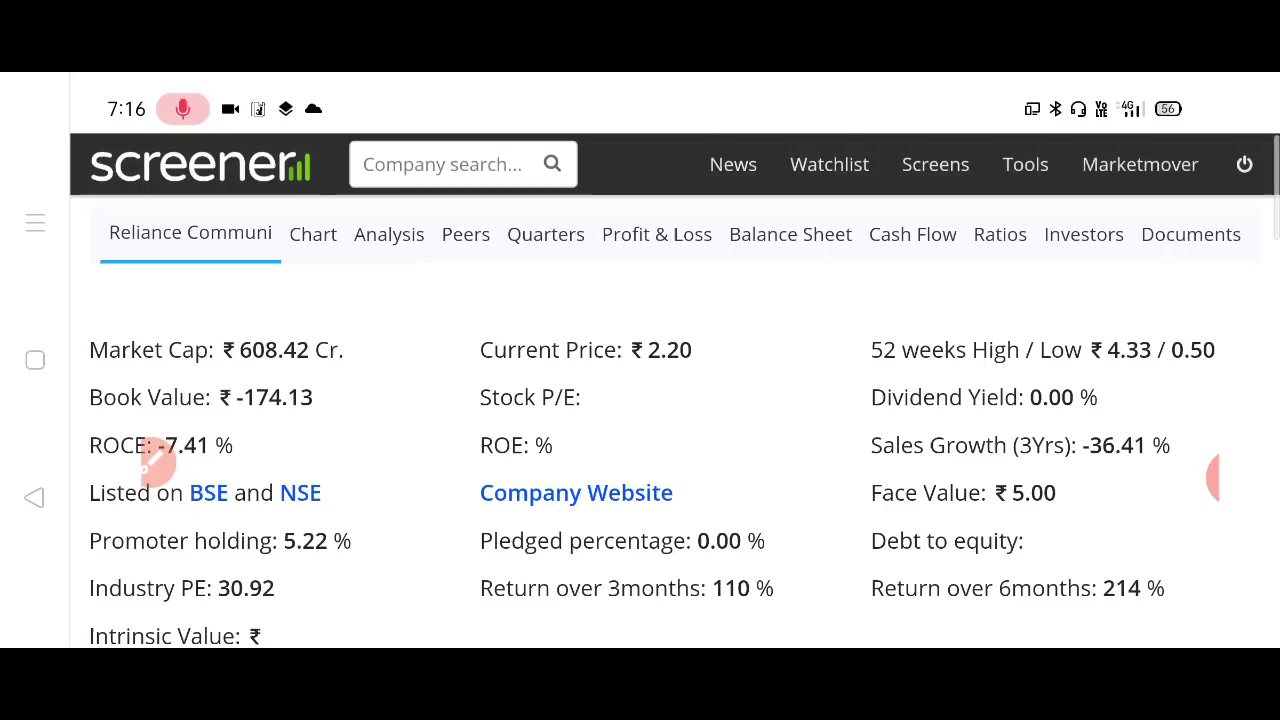 7:16 Vo LTE 4G 56
screener Company search... News Watchlist Screens Tools Marketmover
Reliance Communi Chart Analysis Peers Quarters Profit & Loss Balance Sheet Cash Flow Ratios Investors Documents
Market Cap: ₹ 608.42 Cr. Current Price: ₹ 2.20 52 weeks High / Low ₹ 4.33 / 0.50
Book Value: ₹ -174.13 Stock P/E: Dividend Yield: 0.00 %
ROCE: -7.41 % ROE: % Sales Growth (3Yrs): -36.41 %
Listed on BSE and NSE Company Website Face Value: ₹ 5.00
Promoter holding: 5.22 % Pledged percentage: 0.00 % Debt to equity:
Industry PE: 30.92 Return over 3months: 110 % Return over 6months: 214 %
Intrinsic Value: ₹